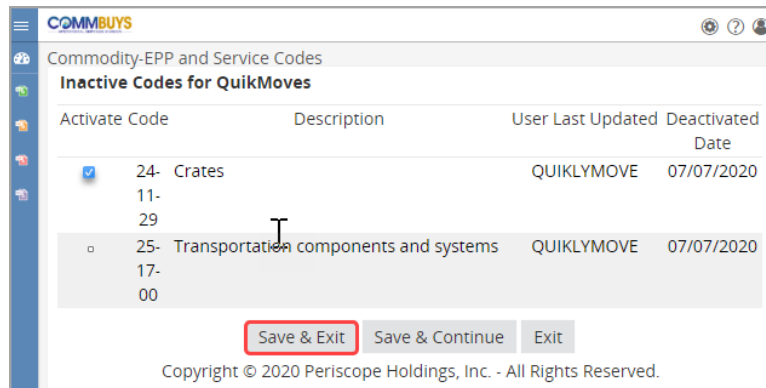 COMMBUYS
Commodity-EPP and Service Codes
Inactive Codes for QuikMoves
Activate Code Description User Last Updated Deactivated
Date
24- Crates QUIKLYMOVE 07/07/2020
11-
29
25- Transportation components and systems QUIKLYMOVE 07/07/2020
17-
00
Save & Exit Save & Continue Exit
Copyright © 2020 Periscope Holdings, Inc. - All Rights Reserved.